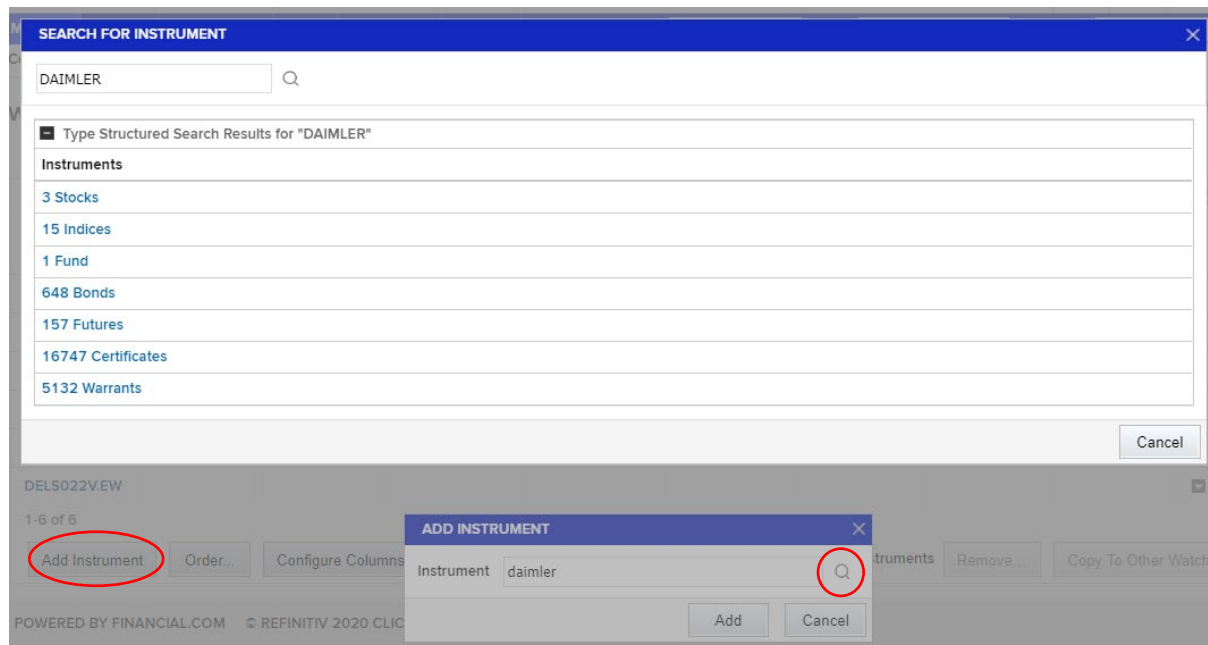 SEARCH FOR INSTRUMENT
DAIMLER
Type Structured Search Results for "DAIMLER"
Instruments
3 Stocks
15 Indices
1 Fund
648 Bonds
157 Futures
16747 Certificates
5132 Warrants
Cancel
DELS022V.EW
1-6 of 6
ADD INSTRUMENT
Add Instrument Order... Configure Columns truments Remove... Copy To Other Watch
Instrument daimler
Add Cancel
POWERED BY FINANCIAL.COM © REFINITIV 2020 CLIC